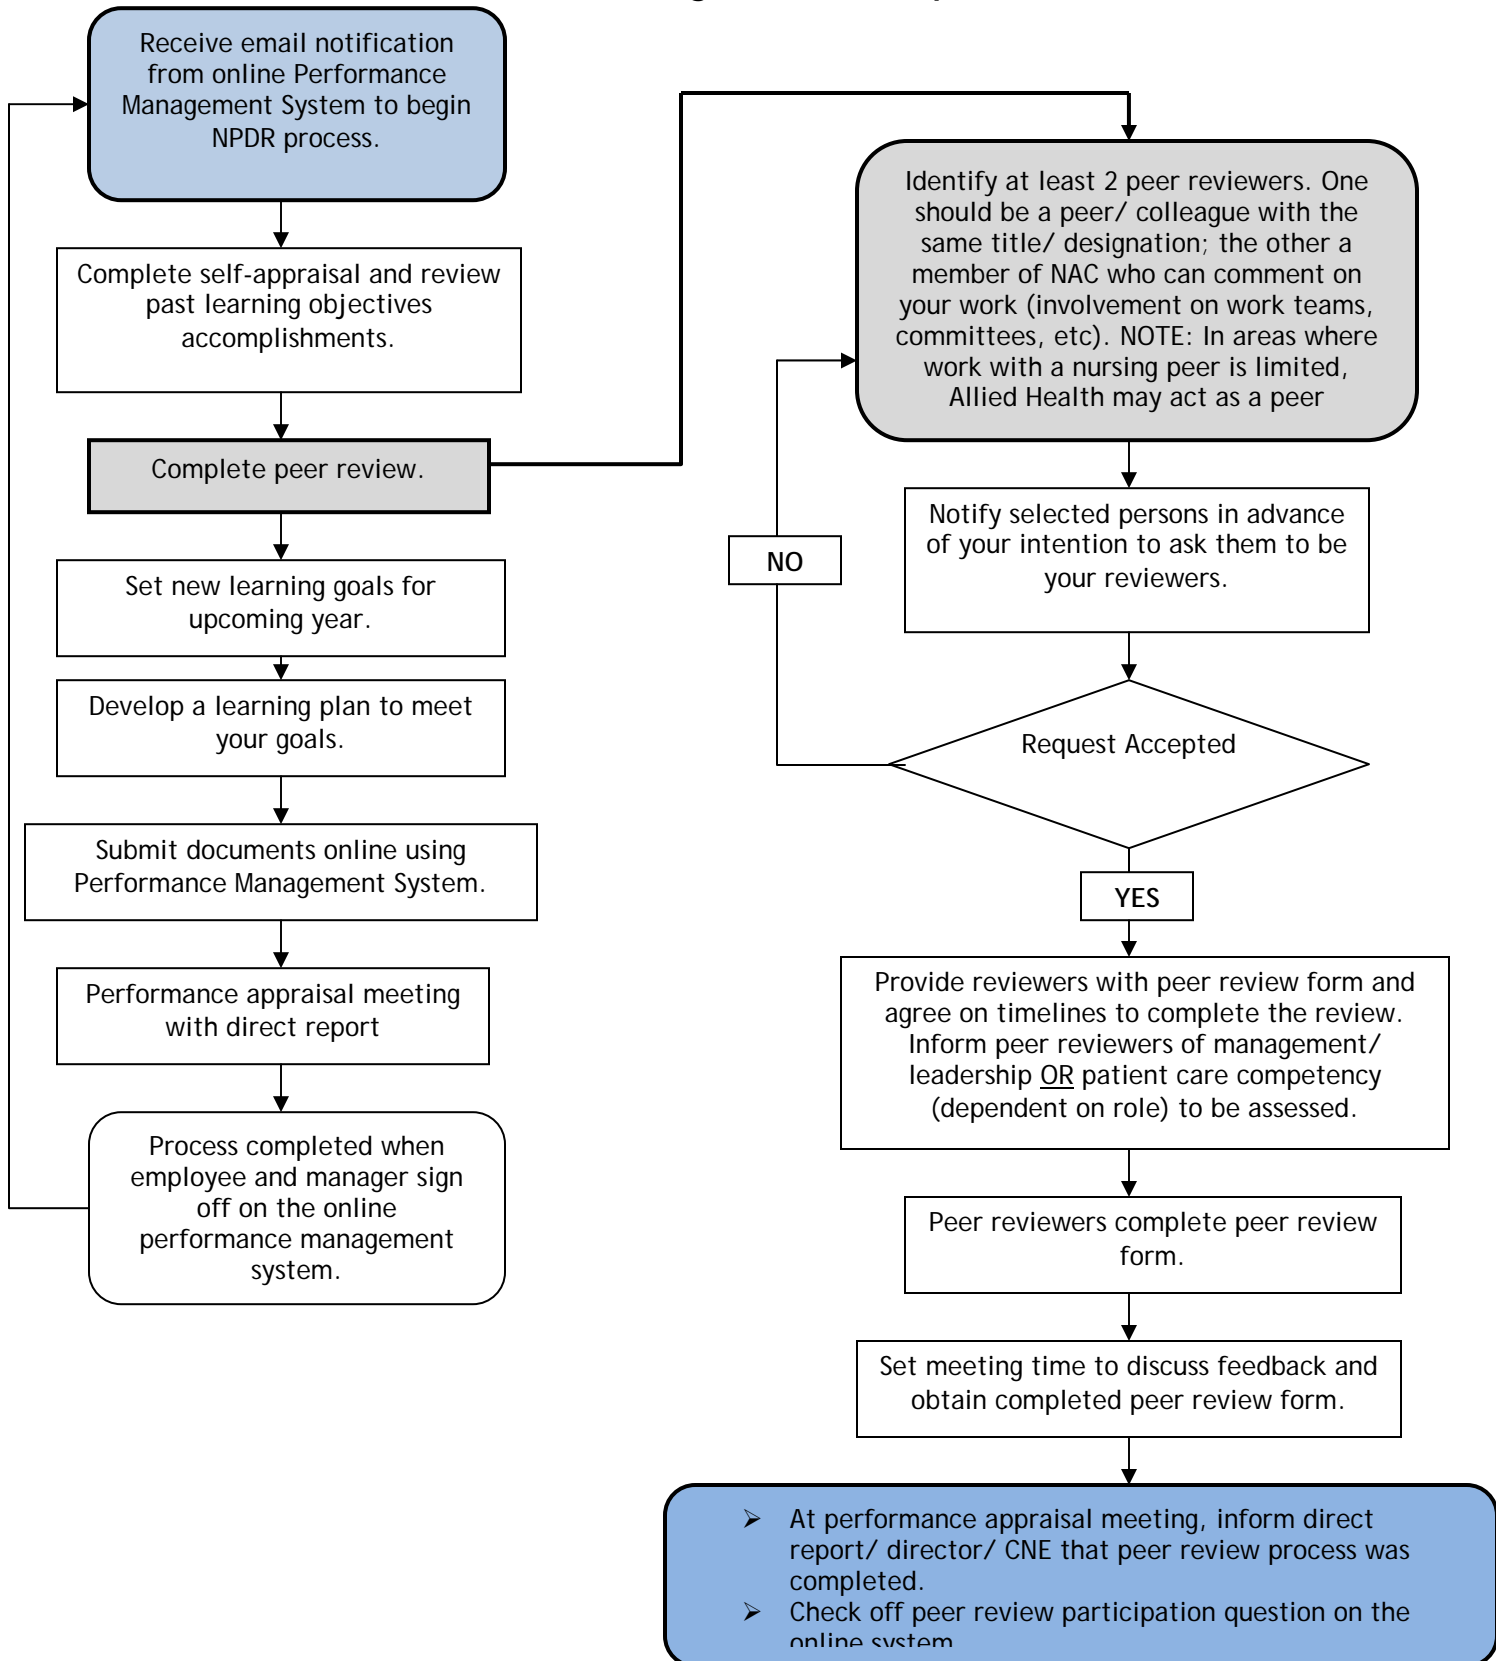 Receive email notification
from online Performance
Management System to begin
NPDR process.
Complete self-appraisal and review
past learning objectives
accomplishments.
Complete peer review.
Set new learning goals for
upcoming year.
Develop a learning plan to meet
your goals.
Submit documents online using
Performance Management System.
Performance appraisal meeting
with direct report
Process completed when
employee and manager sign
off on the online
performance management
system.
Identify at least 2 peer reviewers. One
should be a peer/ colleague with the
same title/ designation; the other a
member of NAC who can comment on
your work (involvement on work teams,
committees, etc). NOTE: In areas where
work with a nursing peer is limited,
Allied Health may act as a peer
Notify selected persons in advance
of your intention to ask them to be
your reviewers.
NO
Request Accepted
YES
Provide reviewers with peer review form and
agree on timelines to complete the review.
Inform peer reviewers of management/
leadership OR patient care competency
(dependent on role) to be assessed.
Peer reviewers complete peer review
form.
Set meeting time to discuss feedback and
obtain completed peer review form.
➢ At performance appraisal meeting, inform direct
report/ director/ CNE that peer review process was
completed.
➢ Check off peer review participation question on the
online system